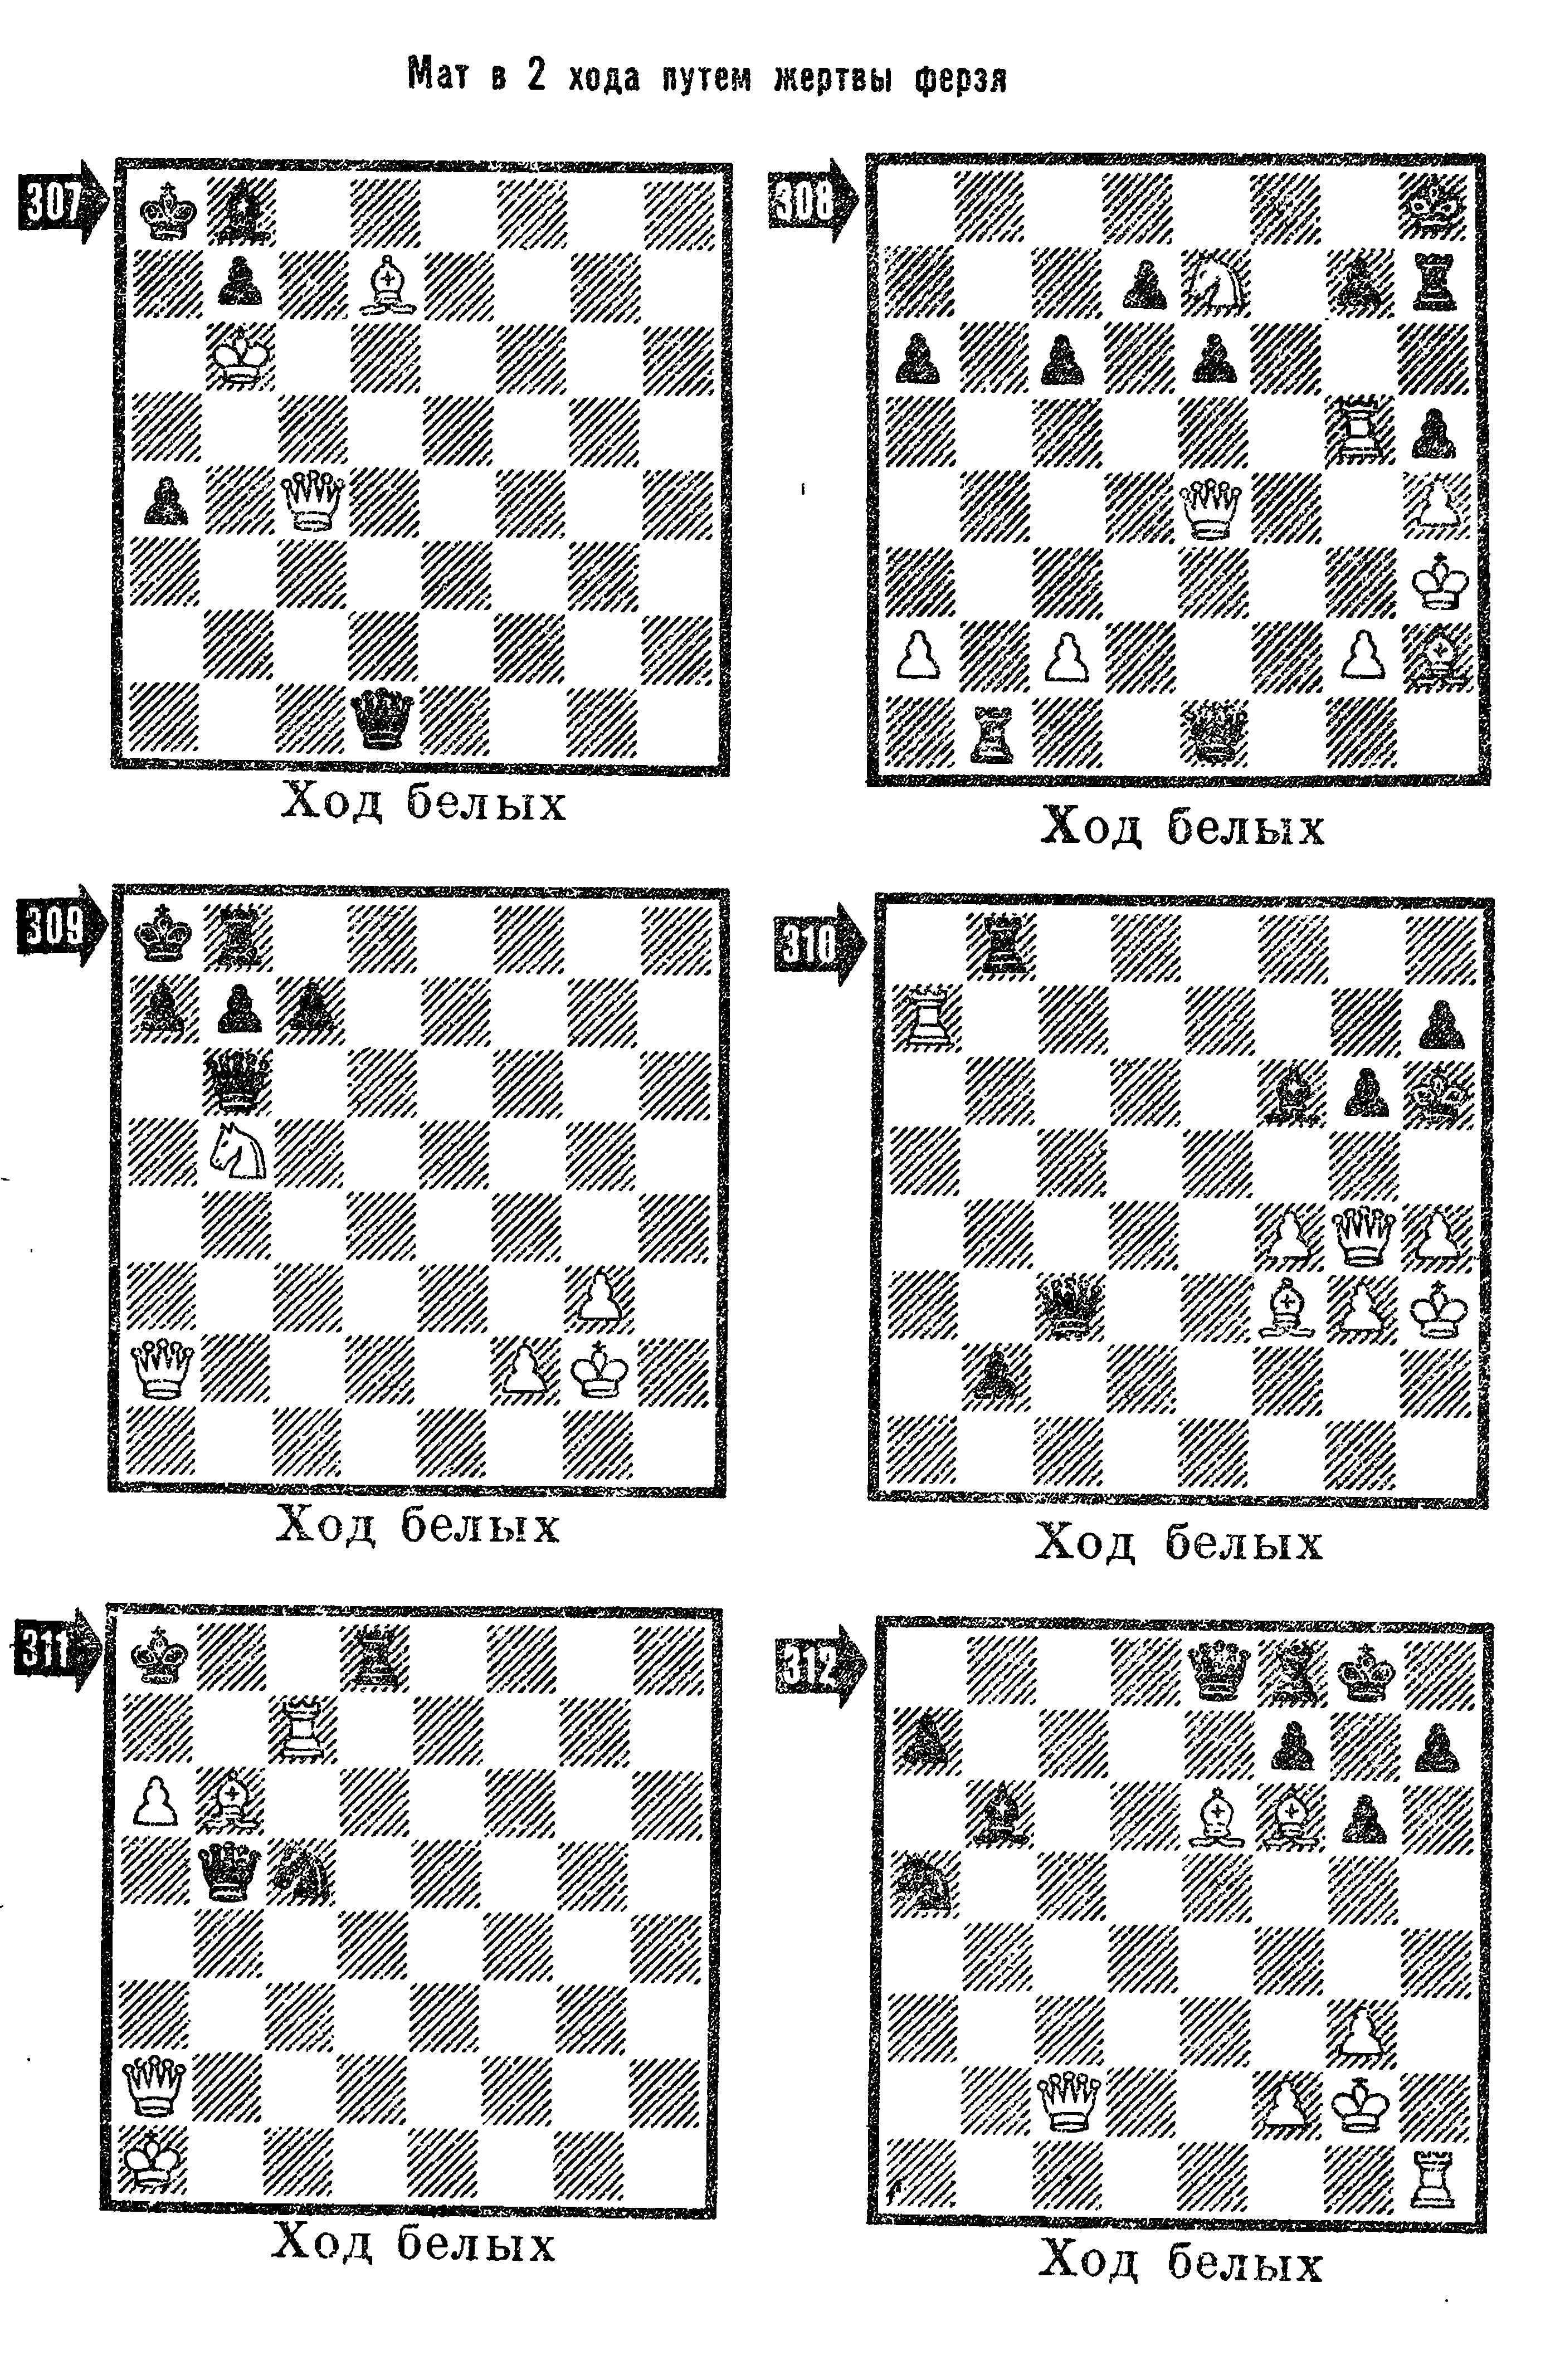 Мат в 2 хода путем жертвы ферзя
307
308
Ход белых
Ход белых
309
310
Ход белых
Ход белых
311
312
Ход белых
Ход белых